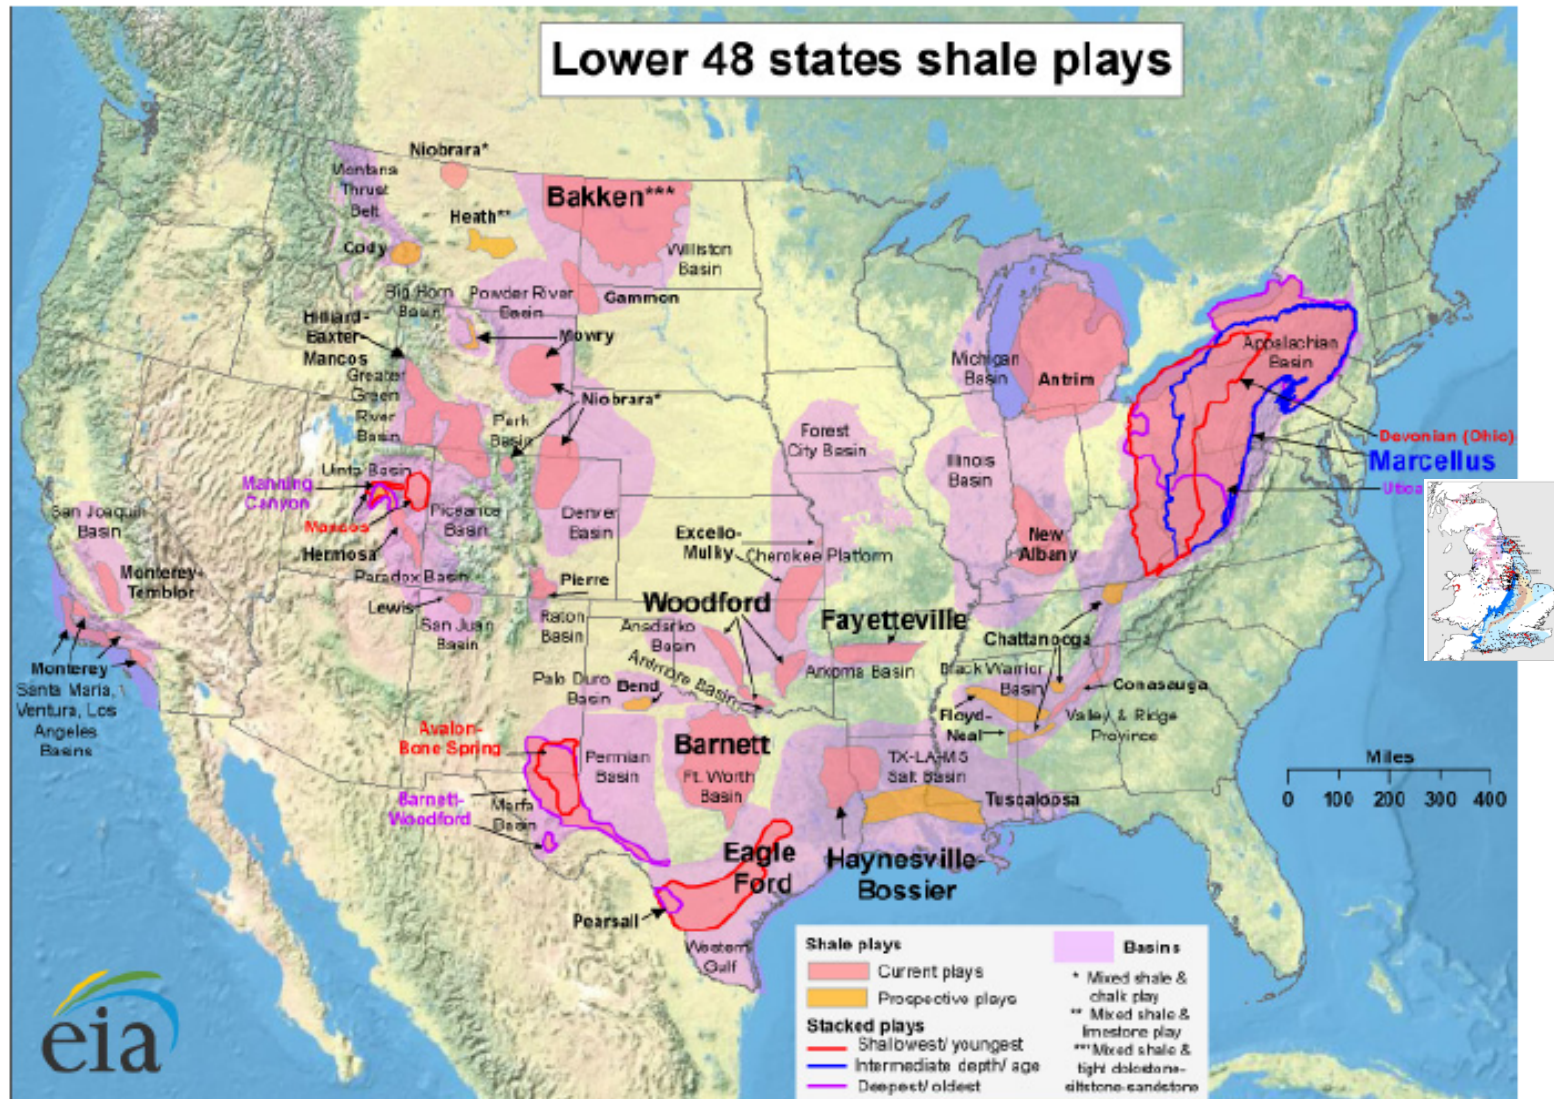 Lower 48 states shale plays
Niobrara*
Montana
Thrust
Belt
Bakken***
Heath**
Cody
Williston
Basin
Big Horn
Basin
Powder River
Basin
Gammon
Hilliard-
Baxter-
Mancos
Mowry
Greater
Green
River
Basin
Niobrara*
Park
Basin
Michigan
Basin
Antrim
Appalachian
Basin
Forest
City Basin
Illinois
Basin
Devonian (Ohio)
Marcellus
Uinta Basin
Manning
Canyon
Mancos
Piceance
Basin
Denver
Basin
San Joaquin
Basin
Hermosa
Paradox Basin
Excello-
Mulky
Cherokee Platform
New
Albany
Monterey-
Temblor
Pierre
Lewis
San Juan
Basin
Raton
Basin
Woodford
Anadarko
Basin
Fayetteville
Arkoma Basin
Chattanooga
Black Warrior
Basin
Conasauga
Ardmore Basin
Palo Duro
Basin
Bend
Floyd-
Neal
Valley & Ridge
Province
Monterey
Santa Maria,
Ventura, Los
Angeles
Basins
Avalon-
Bone Spring
Permian
Basin
Barnett
Ft. Worth
Basin
TX-LA-MS
Salt Basin
Tuscaloosa
Barnett-
Woodford
Marfa
Basin
Eagle
Ford
Haynesville-
Bossier
Pearsall
Western
Gulf
Miles
0 100 200 300 400
Shale plays
Current plays
Prospective plays
Stacked plays
Shallowest/ youngest
Intermediate depth/ age
Deepest/ oldest
Basins
* Mixed shale &
chalk play
** Mixed shale &
limestone play
***Mixed shale &
tight dolostone-
siltstone-sandstone
eia